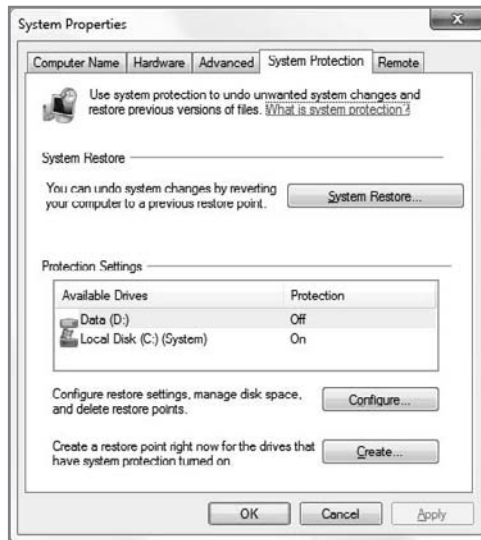 System Properties
x
Computer Name Hardware Advanced System Protection Remote
Use system protection to undo unwanted system changes and
restore previous versions of files. What is system protection?
System Restore
You can undo system changes by reverting
your computer to a previous restore point.
System Restore...
Protection Settings
Available Drives Protection
Data (D:) Off
Local Disk (C:) (System) On
Configure restore settings, manage disk space,
and delete restore points.
Configure...
Create a restore point right now for the drives that
have system protection turned on.
Create...
OK Cancel Apply